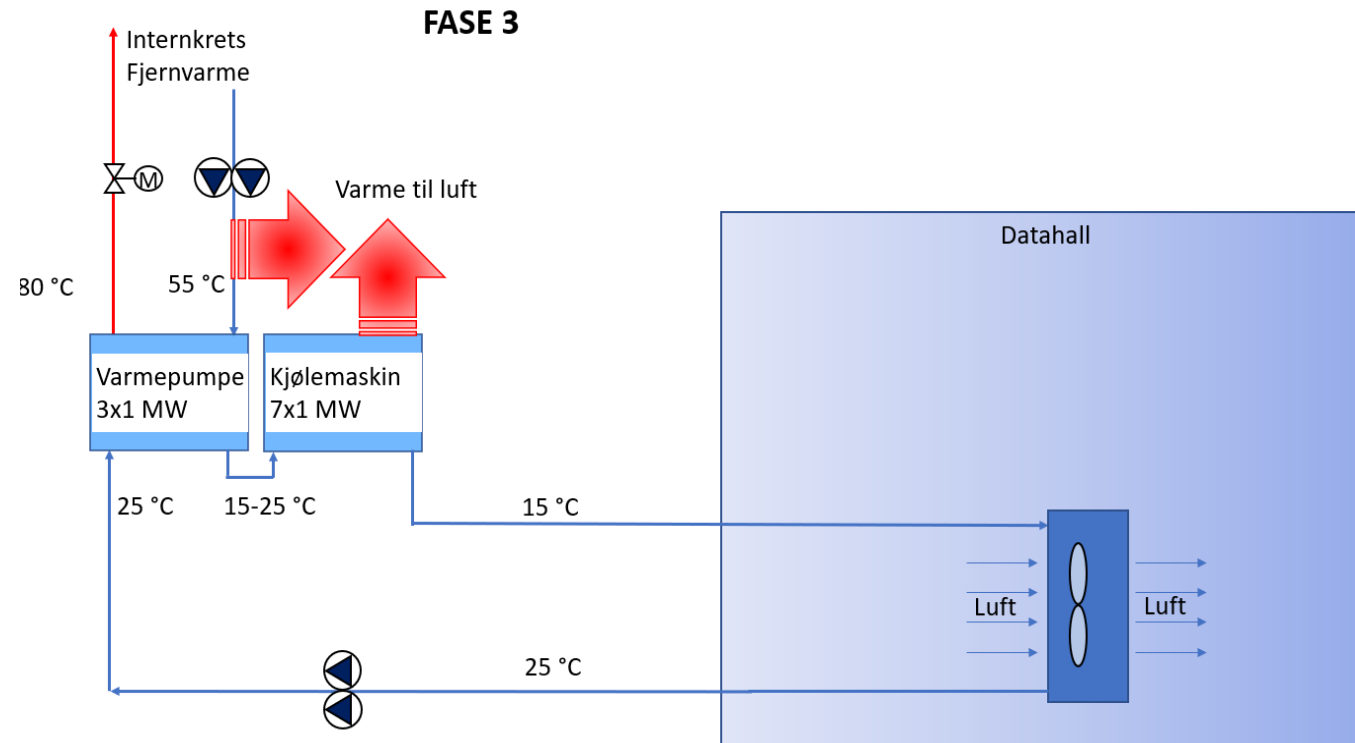 FASE 3
Internkrets
Fjernvarme
M
Varme til luft
Datahall
80 °C
55 °C
Varmepumpe
3x1 MW
Kjølemaskin
7x1 MW
25 °C
15-25 °C
15 °C
Luft
Luft
25 °C